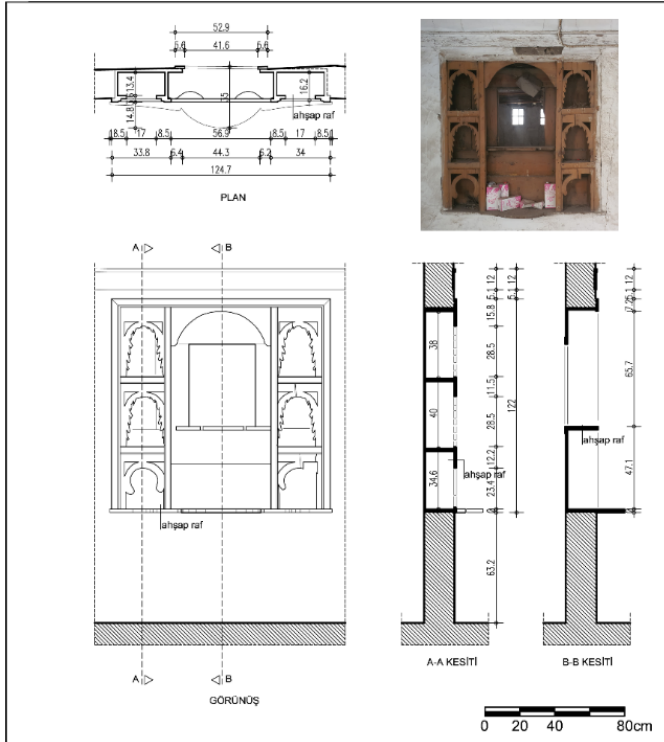 52.9
5.6 41.6 5.6
13.4
14.8
16.2
ahşap raf
8.5 17 8.5 56.9 8.5 17 8.5
33.8 6.4 44.3 6.2 34
124.7
PLAN
A B
ahşap raf
A B
GÖRÜNÜŞ
12
15.8
38
28.5
11.5
40
28.5
12.2
34.6
23.4
ahşap raf
63.2
12
122
A-A KESİTİ
12
65.7
ahşap raf
47.1
B-B KESİTİ
0 20 40 80cm